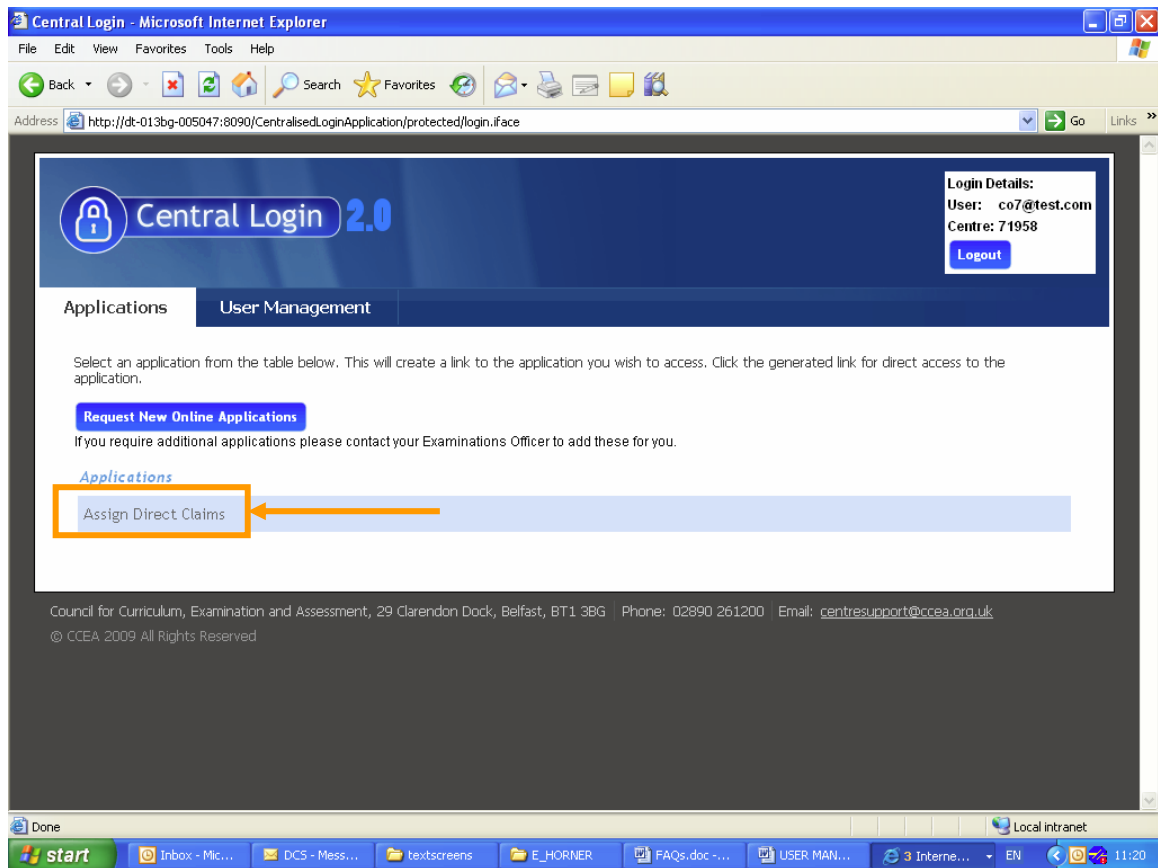 Central Login - Microsoft Internet Explorer
File Edit View Favorites Tools Help
Back Search Favorites
Address http://dt-013bg-005047:8090/CentralisedLoginApplication/protected/login.iface Go Links »
Central Login 2.0
Login Details:
User: co7@test.com
Centre: 71958
Logout
Applications User Management
Select an application from the table below. This will create a link to the application you wish to access. Click the generated link for direct access to the
application.
Request New Online Applications
If you require additional applications please contact your Examinations Officer to add these for you.
Applications
Assign Direct Claims
Council for Curriculum, Examination and Assessment, 29 Clarendon Dock, Belfast, BT1 3BG Phone: 02890 261200 Email: centresupport@ccea.org.uk
© CCEA 2009 All Rights Reserved
Done Local intranet
start Inbox - Mic... DCS - Mess... textscreens E_HORNER FAQs.doc -... USER MAN... 3 Interne... EN 11:20